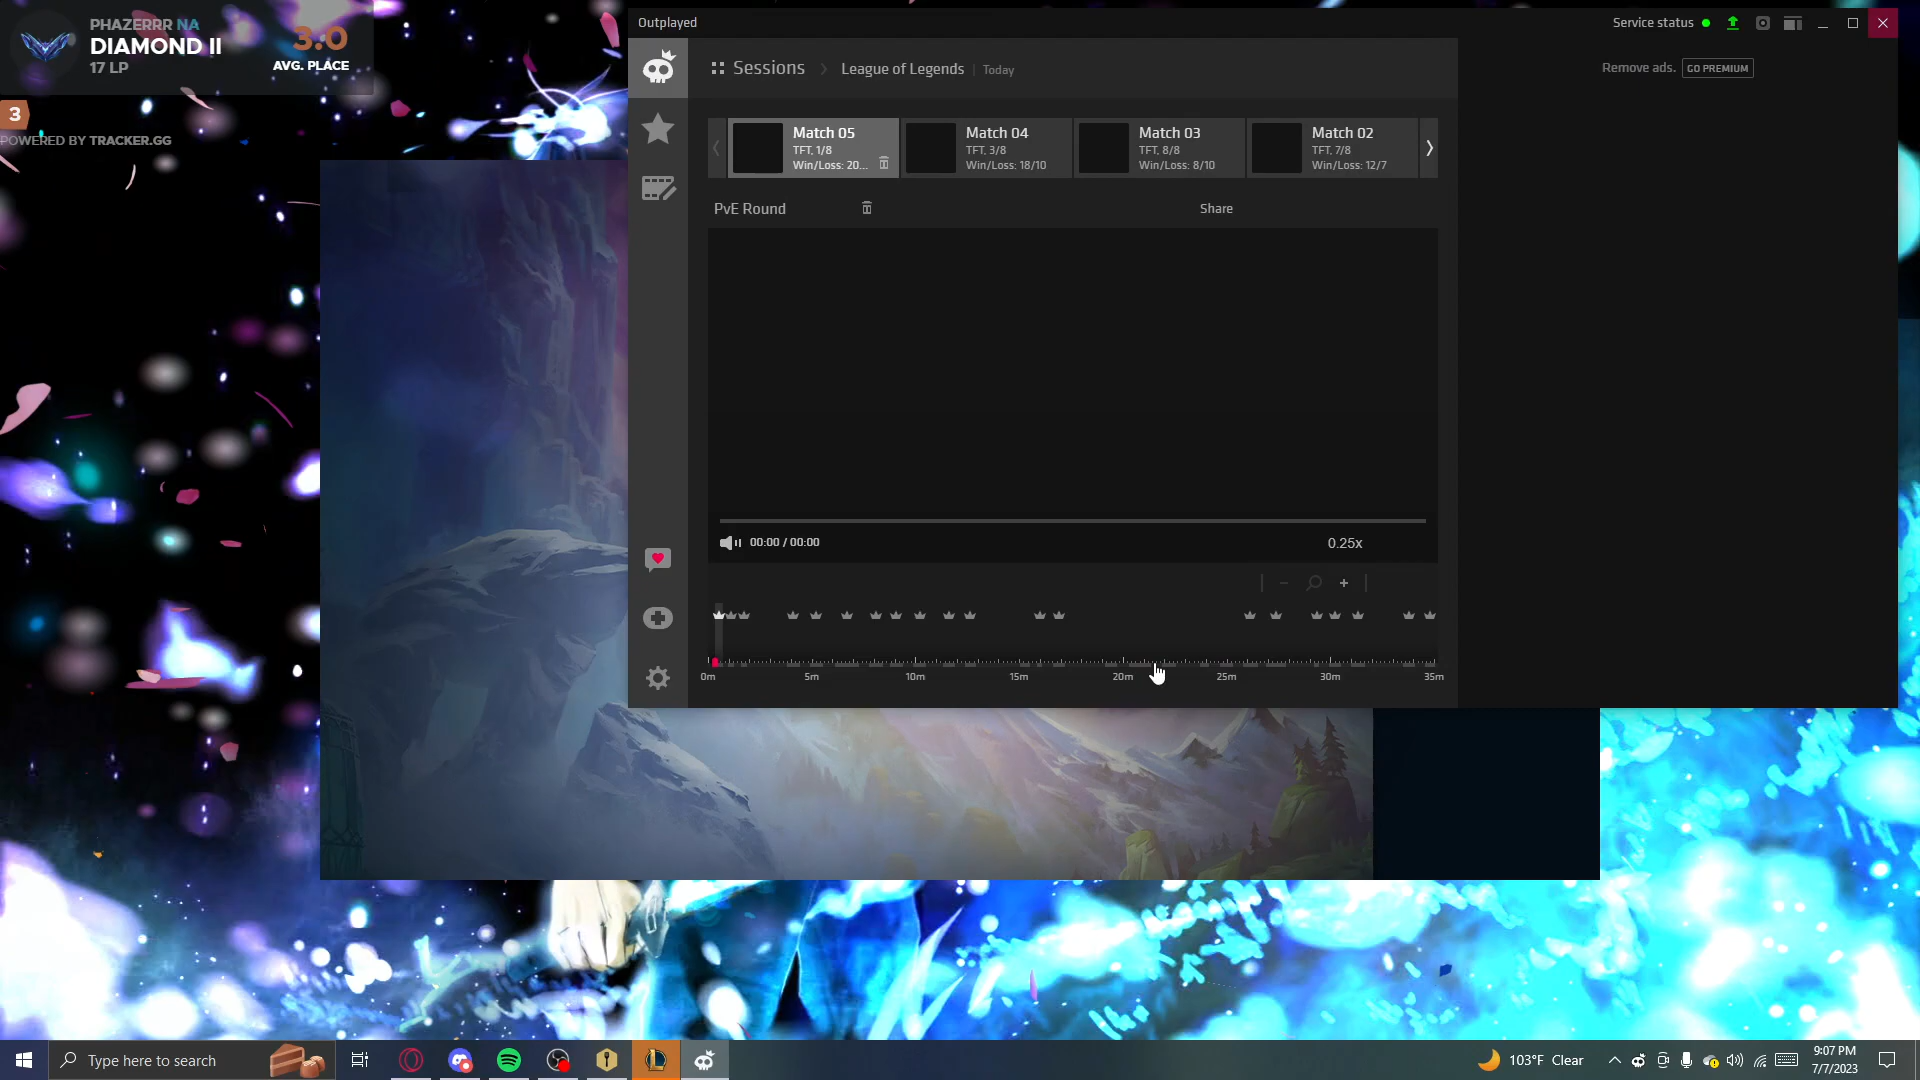 PHAZERRR NA
DIAMOND II
17 LP
3.0
AVG. PLACE
3
POWERED BY TRACKER.GG
Outplayed
Service status
Sessions
League of Legends | Today
Remove ads. GO PREMIUM
Match 05
TFT, 1/8
Win/Loss: 20...
Match 04
TFT, 3/8
Win/Loss: 18/10
Match 03
TFT, 8/8
Win/Loss: 8/10
Match 02
TFT, 7/8
Win/Loss: 12/7
PvE Round
Share
00:00 / 00:00
0.25x
0m 5m 10m 15m 20m 25m 30m 35m
Type here to search
103°F Clear
9:07 PM
7/7/2023